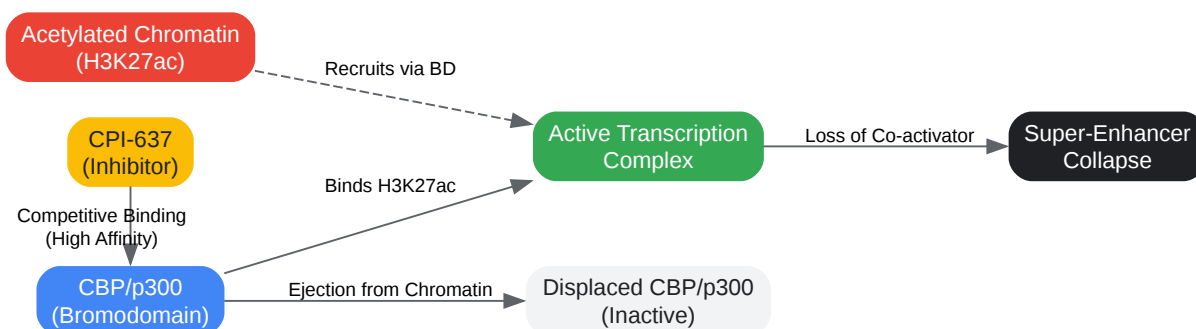 Acetylated Chromatin
(H3K27ac)
Recruits via BD
CPI-637
(Inhibitor)
Active Transcription
Complex
Loss of Co-activator
Super-Enhancer
Collapse
Binds H3K27ac
Competitive Binding
(High Affinity)
CBP/p300
(Bromodomain)
Ejection from Chromatin
Displaced CBP/p300
(Inactive)